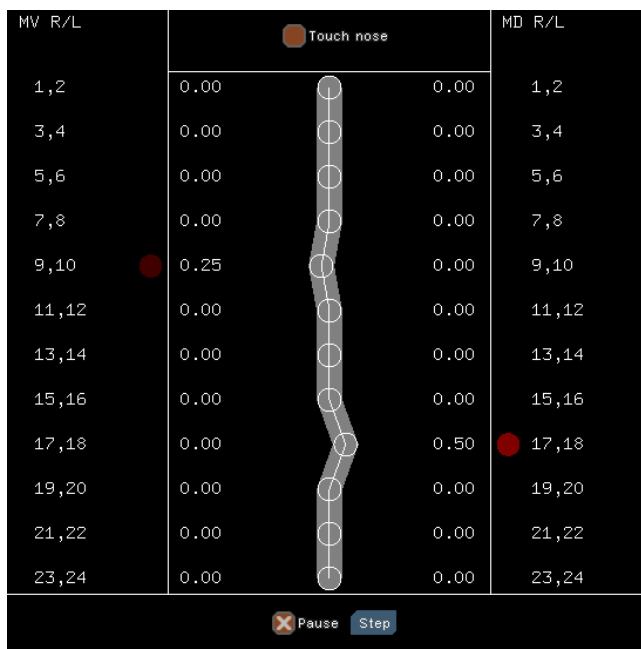 MV R/L MD R/L
Touch nose
1,2 0.00 0.00 1,2
3,4 0.00 0.00 3,4
5,6 0.00 0.00 5,6
7,8 0.00 0.00 7,8
9,10 0.25 0.00 9,10
11,12 0.00 0.00 11,12
13,14 0.00 0.00 13,14
15,16 0.00 0.00 15,16
17,18 0.00 0.50 17,18
19,20 0.00 0.00 19,20
21,22 0.00 0.00 21,22
23,24 0.00 0.00 23,24
Pause Step